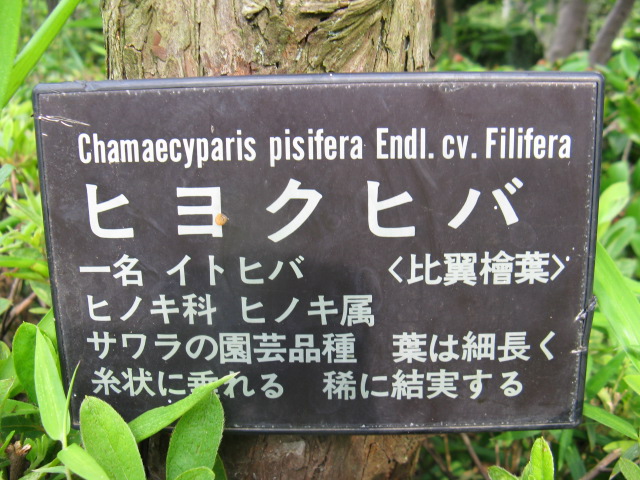 Chamaecyparis pisifera Endl. cv. Filifera
ヒヨクヒバ
一名 イトヒバ 〈比翼檜葉〉
ヒノキ科 ヒノキ属
サワラの園芸品種 葉は細長く
糸状に垂れる 稀に結実する